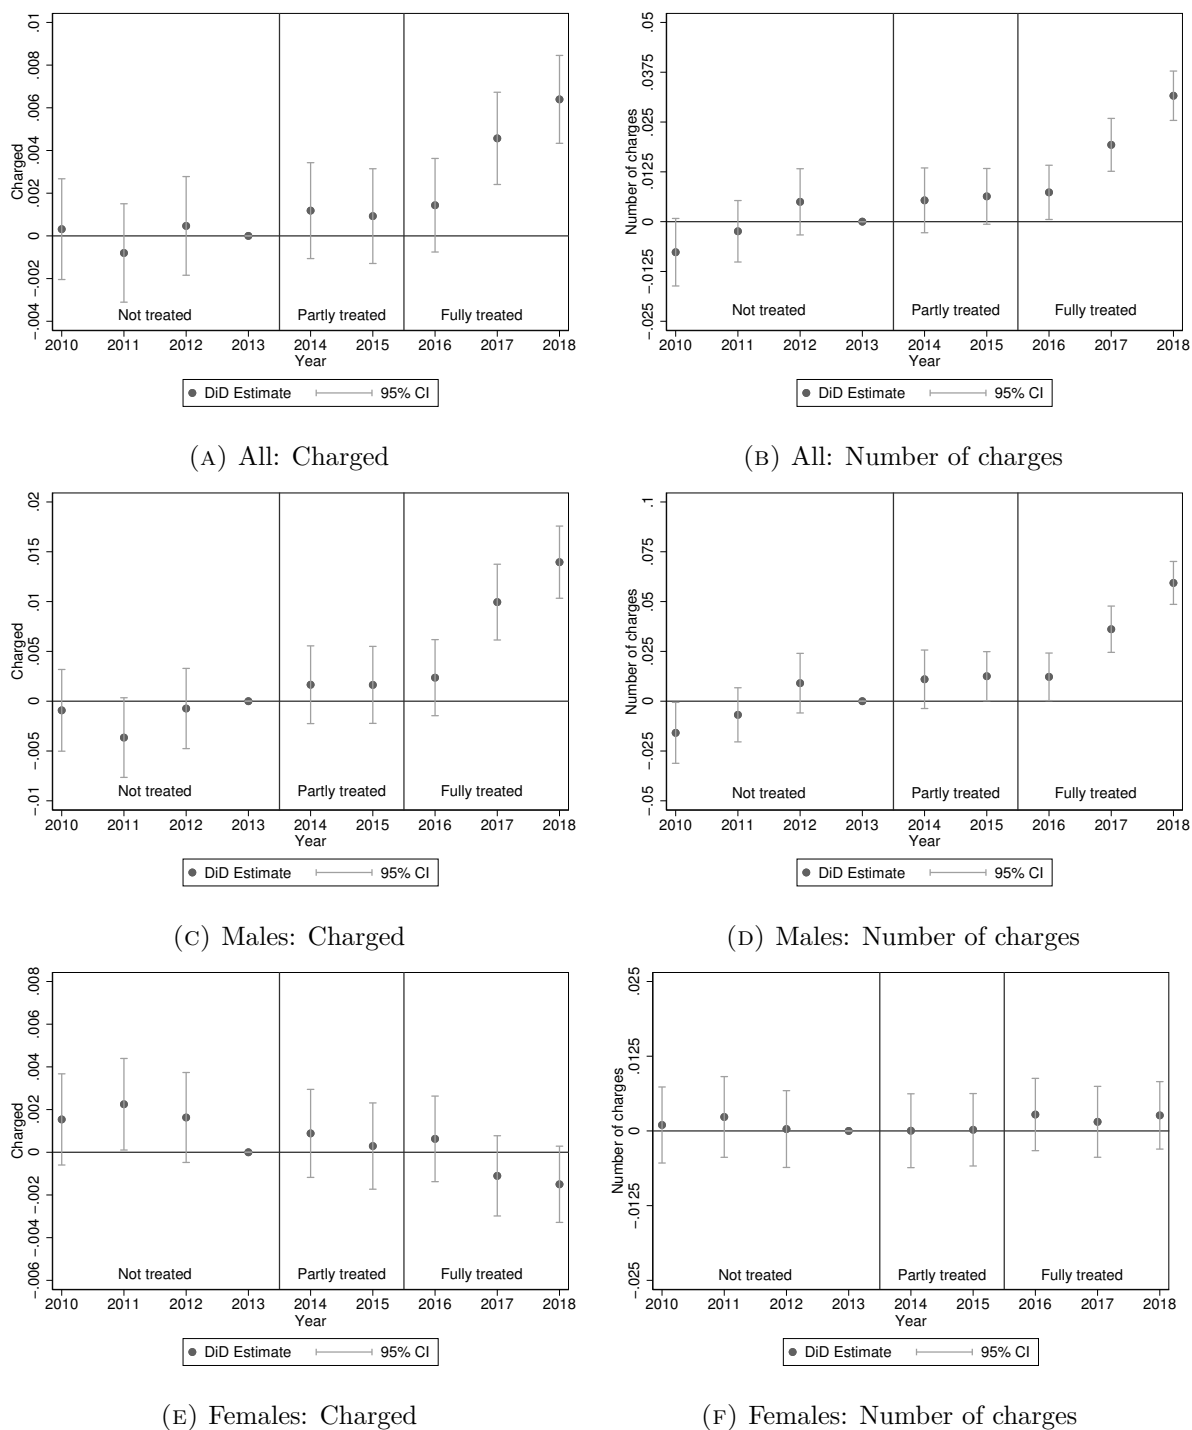 Charged
.01
.008
.006
.004
.002
0
-.002
-.004
Not treated
Partly treated
Fully treated
2010 2011 2012 2013 2014 2015 2016 2017 2018
Year
DiD Estimate 95% CI
(A) All: Charged
Number of charges
.05
.0375
.025
.0125
0
-.0125
-.025
Not treated
Partly treated
Fully treated
2010 2011 2012 2013 2014 2015 2016 2017 2018
Year
DiD Estimate 95% CI
(B) All: Number of charges
Charged
.02
.015
.01
.005
0
-.005
-.01
Not treated
Partly treated
Fully treated
2010 2011 2012 2013 2014 2015 2016 2017 2018
Year
DiD Estimate 95% CI
(C) Males: Charged
Number of charges
.1
.075
.05
.025
0
-.025
-.05
Not treated
Partly treated
Fully treated
2010 2011 2012 2013 2014 2015 2016 2017 2018
Year
DiD Estimate 95% CI
(D) Males: Number of charges
Charged
.008
.006
.004
.002
0
-.002
-.004
-.006
Not treated
Partly treated
Fully treated
2010 2011 2012 2013 2014 2015 2016 2017 2018
Year
DiD Estimate 95% CI
(E) Females: Charged
Number of charges
.025
.0125
0
-.0125
-.025
Not treated
Partly treated
Fully treated
2010 2011 2012 2013 2014 2015 2016 2017 2018
Year
DiD Estimate 95% CI
(F) Females: Number of charges